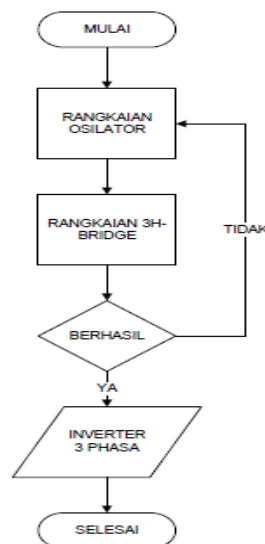 MULAI
RANGKAIAN
OSILATOR
RANGKAIAN 3H-
BRIDGE
TIDAK
BERHASIL
YA
INVERTER
3 PHASA
SELESAI